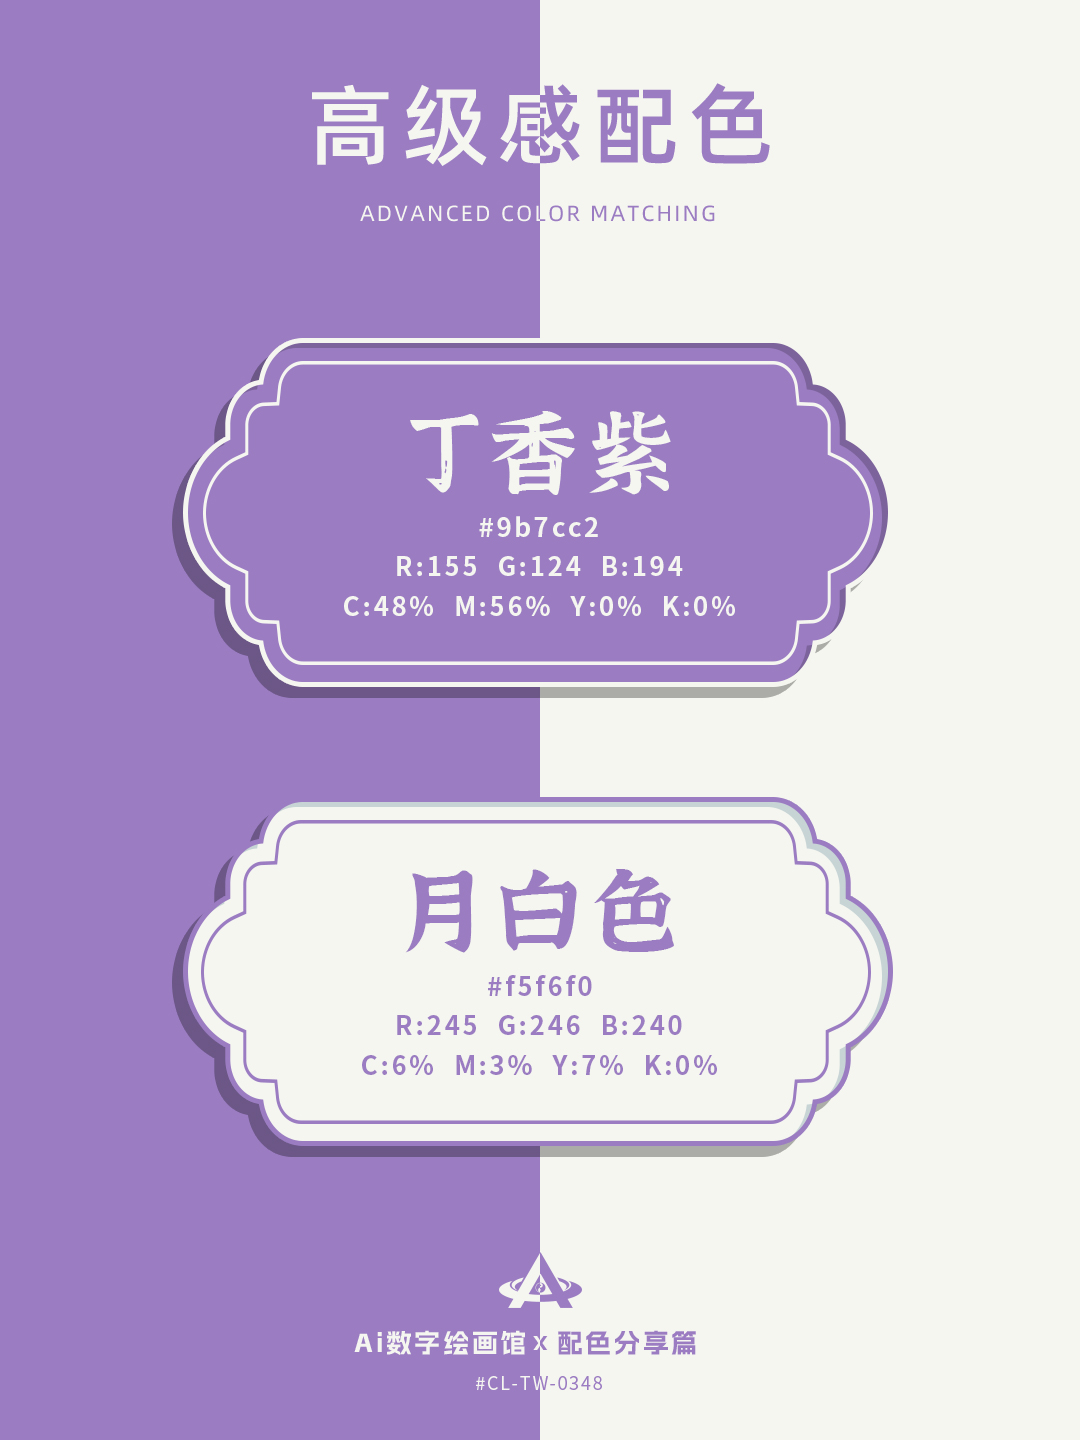 高级感配色
ADVANCED COLOR MATCHING
丁香紫
#9b7cc2
R:155 G:124 B:194
C:48% M:56% Y:0% K:0%
月白色
#f5f6f0
R:245 G:246 B:240
C:6% M:3% Y:7% K:0%
Ai数字绘画馆 x 配色分享篇
#CL-TW-0348